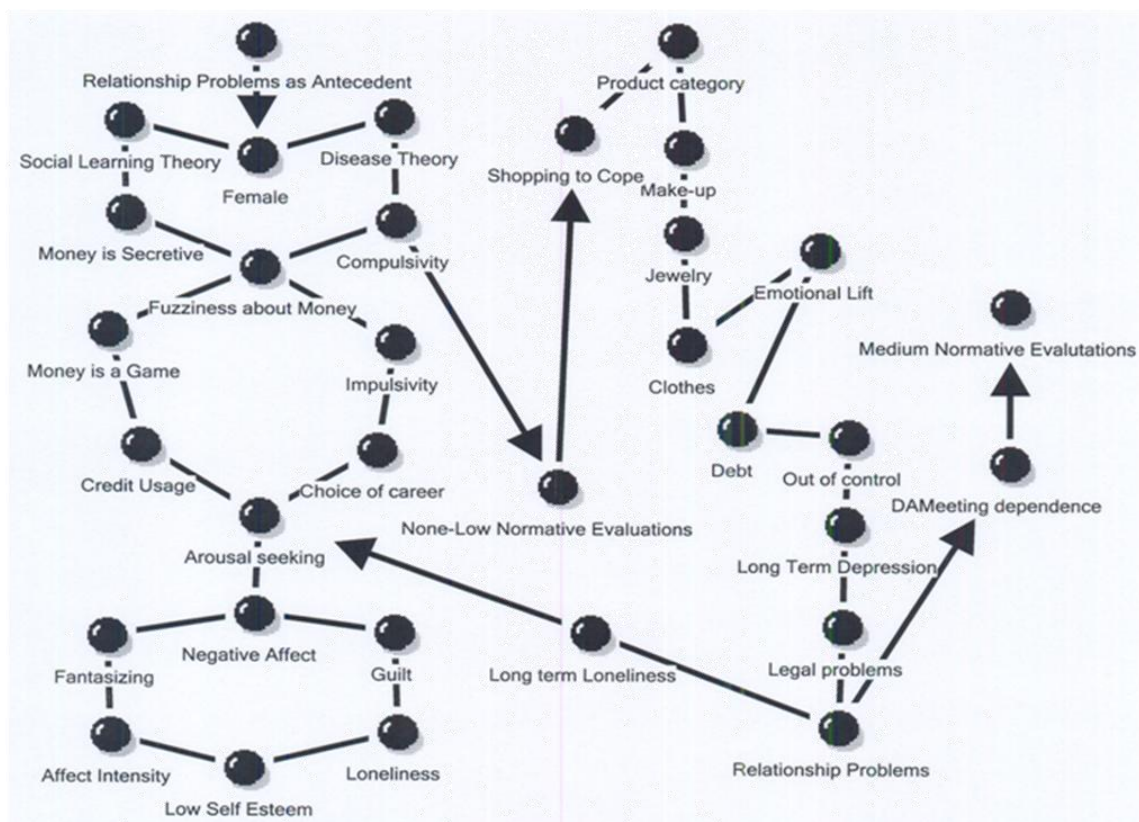 Relationship Problems as Antecedent
Product category
Social Learning Theory
Disease Theory
Shopping to Cope
Make-up
Female
Money is Secretive
Compulsivity
Jewelry
Emotional Lift
Fuzziness about Money
Medium Normative Evalutations
Money is a Game
Impulsivity
Clothes
Debt
Out of control
Credit Usage
Choice of career
DAMeeting dependence
None-Low Normative Evaluations
Arousal seeking
Long Term Depression
Negative Affect
Fantasizing
Guilt
Long term Loneliness
Legal problems
Affect Intensity
Loneliness
Relationship Problems
Low Self Esteem